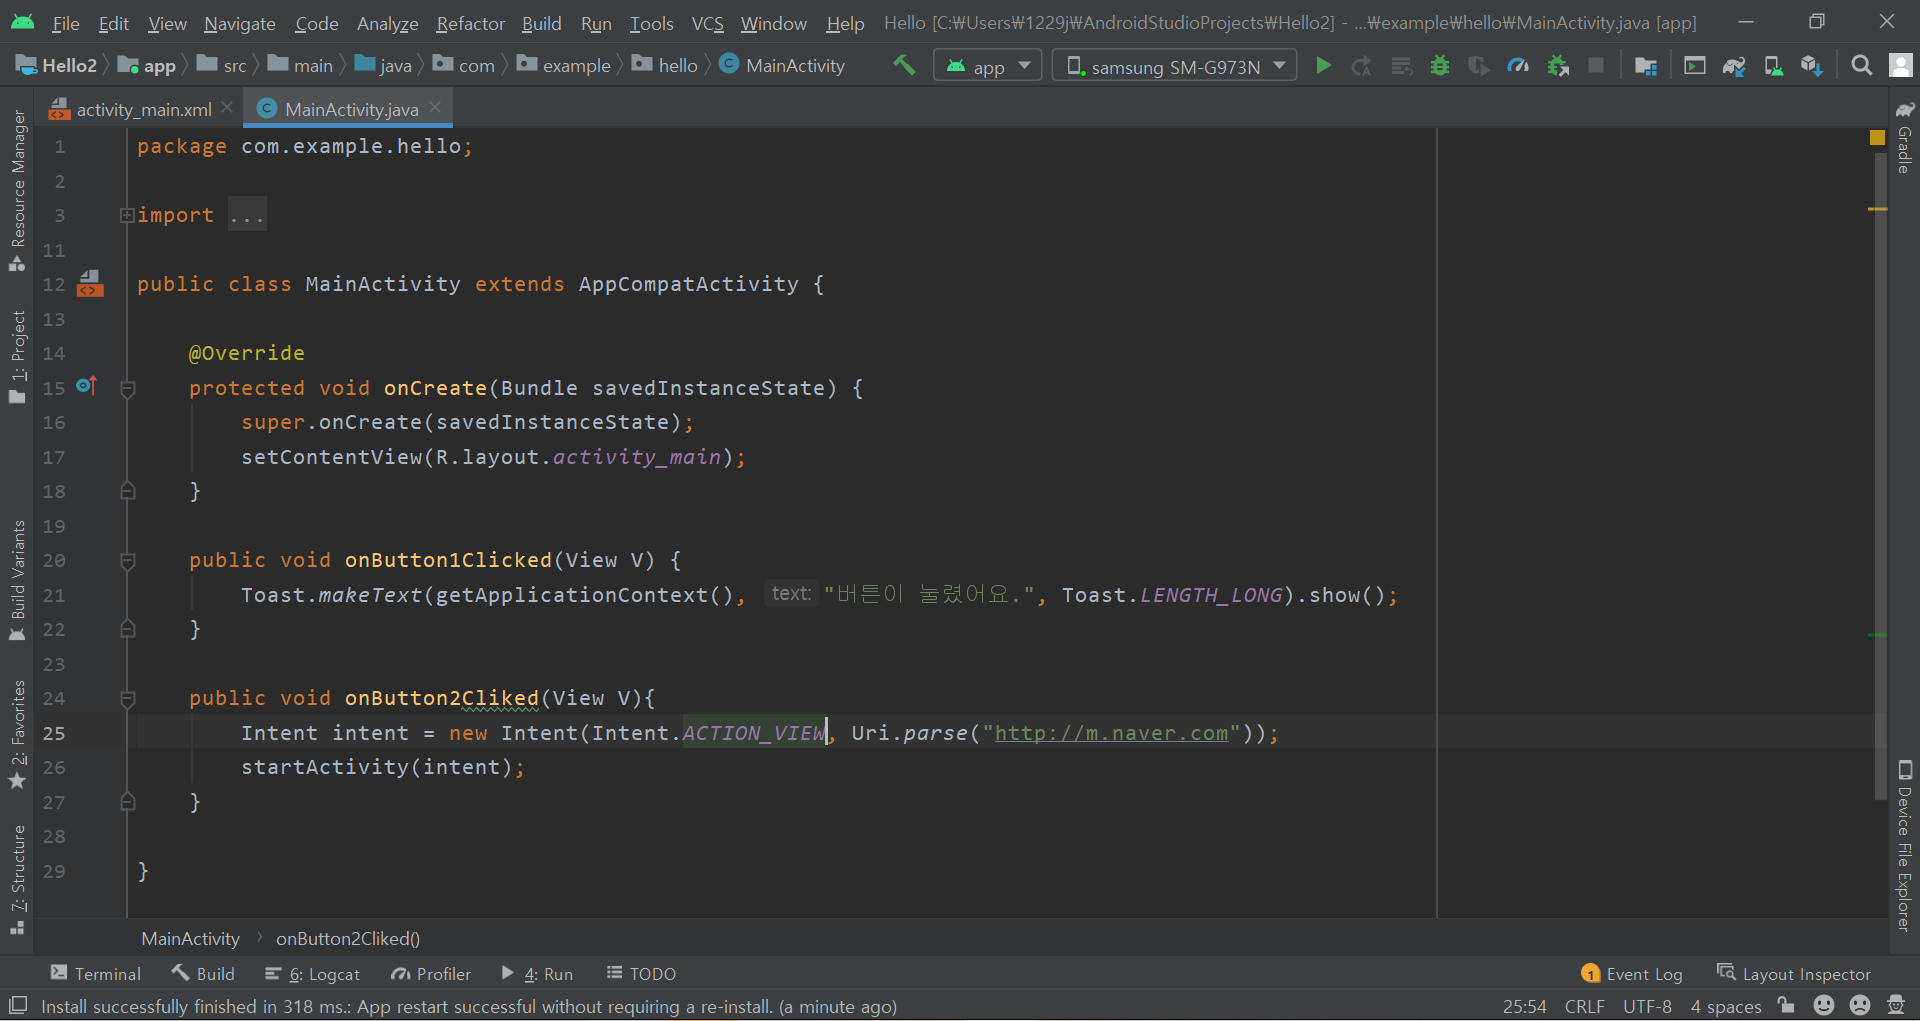 File Edit View Navigate Code Analyze Refactor Build Run Tools VCS Window Help Hello [C:₩Users₩1229j₩AndroidStudioProjects₩Hello2] - ...₩example₩hello₩MainActivity.java [app]
Hello2 app src main java com example hello MainActivity app samsung SM-G973N
activity_main.xml MainActivity.java
1 package com.example.hello;
2
3 import ...
11
12 public class MainActivity extends AppCompatActivity {
13
14 @Override
15 protected void onCreate(Bundle savedInstanceState) {
16 super.onCreate(savedInstanceState);
17 setContentView(R.layout.activity_main);
18 }
19
20 public void onButton1Clicked(View V) {
21 Toast.makeText(getApplicationContext(), text: "버튼이 눌렸어요.", Toast.LENGTH_LONG).show();
22 }
23
24 public void onButton2Cliked(View V){
25 Intent intent = new Intent(Intent.ACTION_VIEW, Uri.parse("http://m.naver.com"));
26 startActivity(intent);
27 }
28
29 }
Resource Manager
1: Project
Build Variants
2: Favorites
7: Structure
Gradle
Device File Explorer
MainActivity onButton2Cliked()
Terminal Build 6: Logcat Profiler 4: Run TODO 1 Event Log Layout Inspector
Install successfully finished in 318 ms.: App restart successful without requiring a re-install. (a minute ago) 25:54 CRLF UTF-8 4 spaces